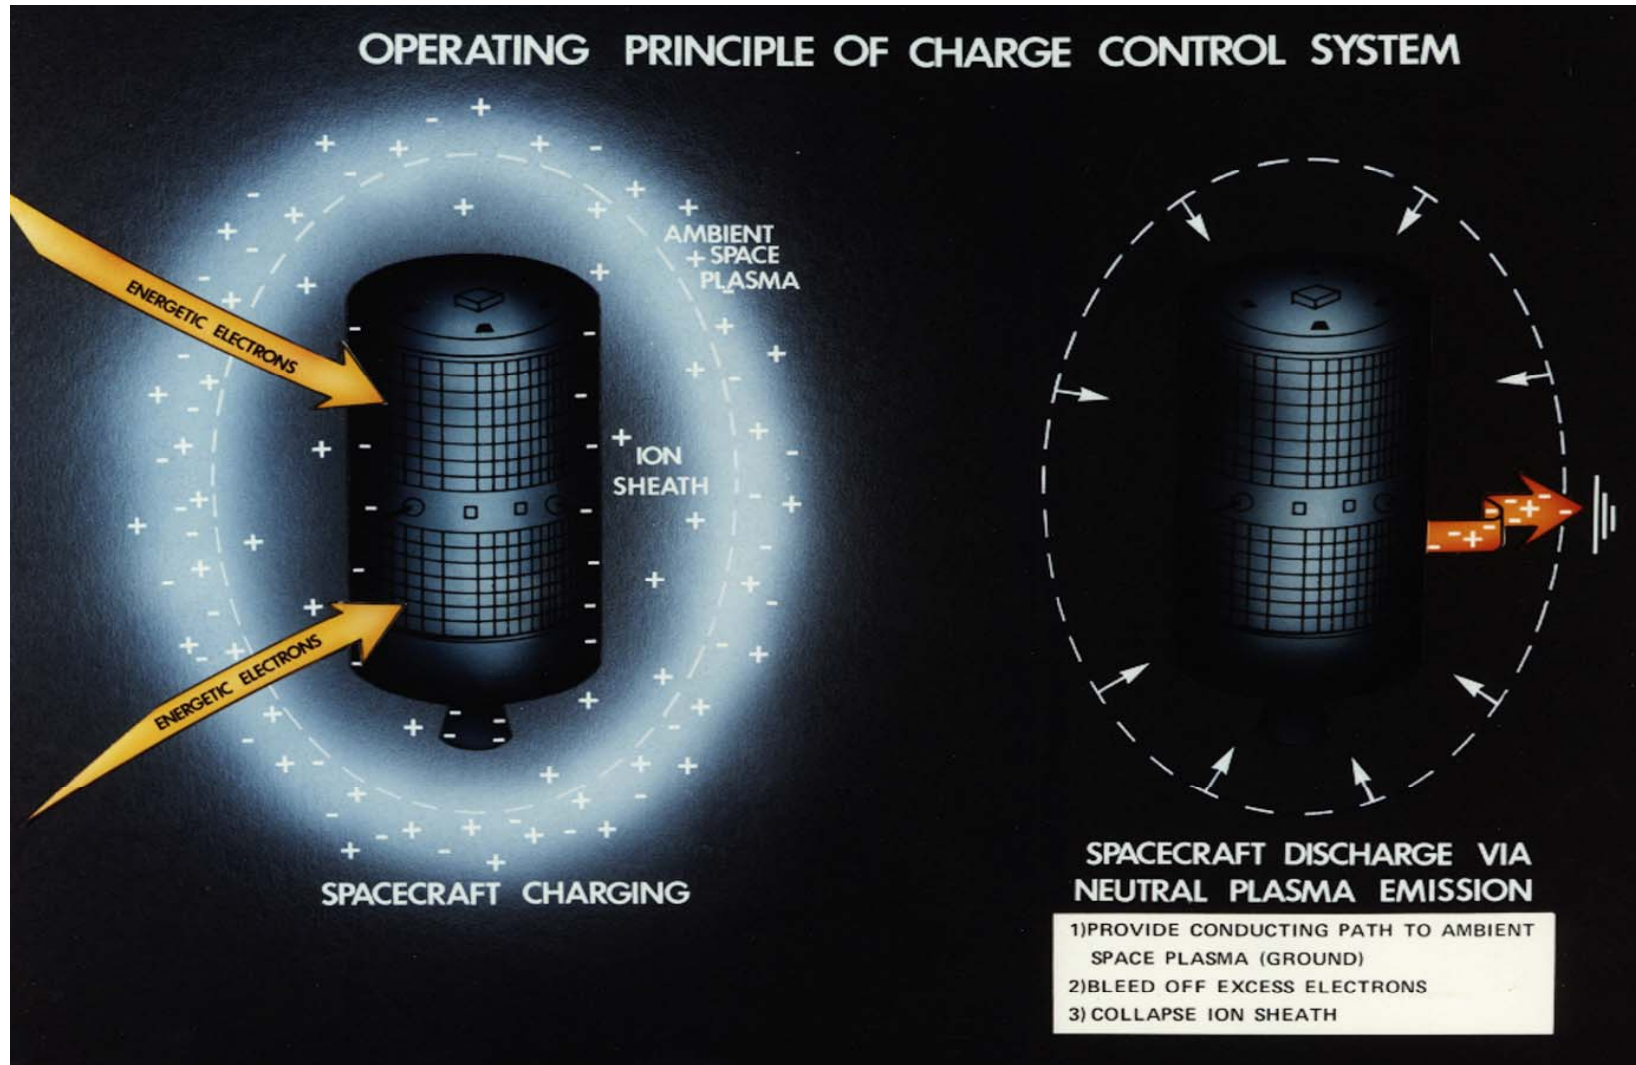 OPERATING PRINCIPLE OF CHARGE CONTROL SYSTEM
AMBIENT
SPACE
PLASMA
ENERGETIC ELECTRONS
ION
SHEATH
ENERGETIC ELECTRONS
SPACECRAFT CHARGING
SPACECRAFT DISCHARGE VIA
NEUTRAL PLASMA EMISSION
1)PROVIDE CONDUCTING PATH TO AMBIENT
SPACE PLASMA (GROUND)
2)BLEED OFF EXCESS ELECTRONS
3) COLLAPSE ION SHEATH